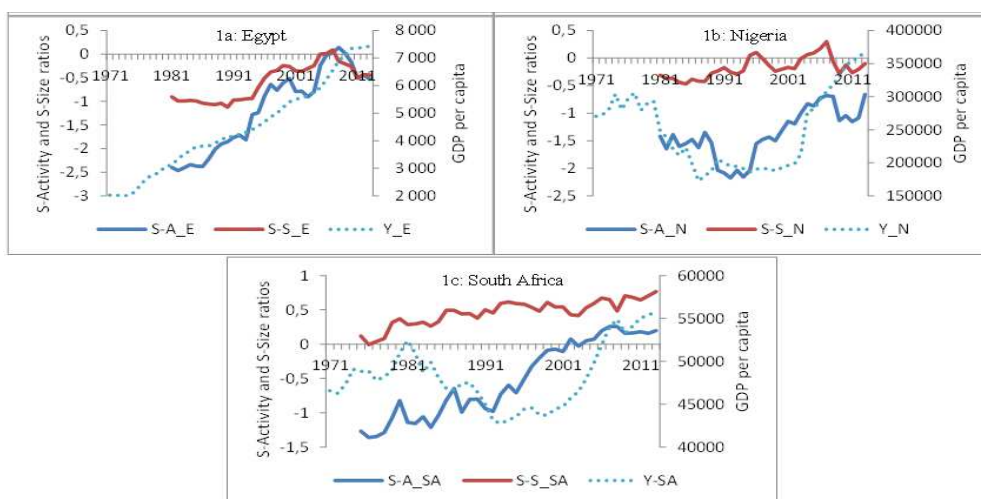 1a: Egypt
S-Activity and S-Size ratios
0,5
0
-0,5
-1
-1,5
-2
-2,5
-3
1971 1981 1991 2001 2011
8 000
7 000
6 000
5 000
4 000
3 000
2 000
GDP per capita
S-A_E S-S_E Y_E
1b: Nigeria
S-Activity and S-Size ratios
0,5
0
-0,5
-1
-1,5
-2
-2,5
1971 1981 1991 2001 2011
400000
350000
300000
250000
200000
150000
GDP per capita
S-A_N S-S_N Y_N
1c: South Africa
S-Activity and S-Size ratios
1
0,5
0
-0,5
-1
-1,5
1971 1981 1991 2001 2011
60000
55000
50000
45000
40000
GDP per capita
S-A_SA S-S_SA Y-SA